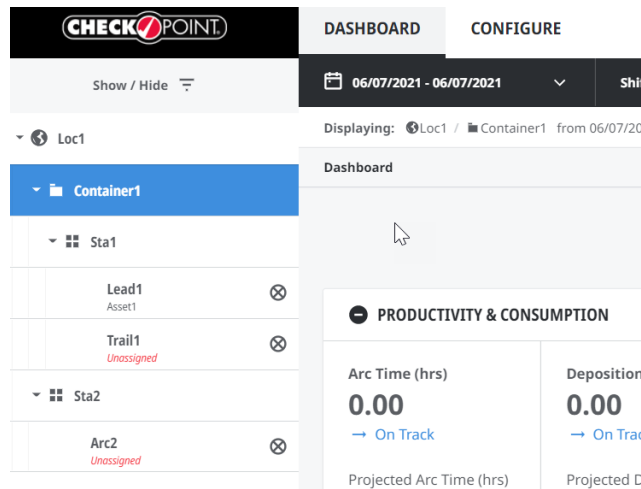 CHECKPOINT
Show / Hide
Loc1
Container1
Sta1
Lead1
Asset1
Trail1
Unassigned
Sta2
Arc2
Unassigned
DASHBOARD CONFIGURE
06/07/2021 - 06/07/2021
Displaying: Loc1 / Container1 from 06/07/20
Dashboard
PRODUCTIVITY & CONSUMPTION
Arc Time (hrs)
0.00
→ On Track
Projected Arc Time (hrs)
Deposition
0.00
→ On Trac
Projected D